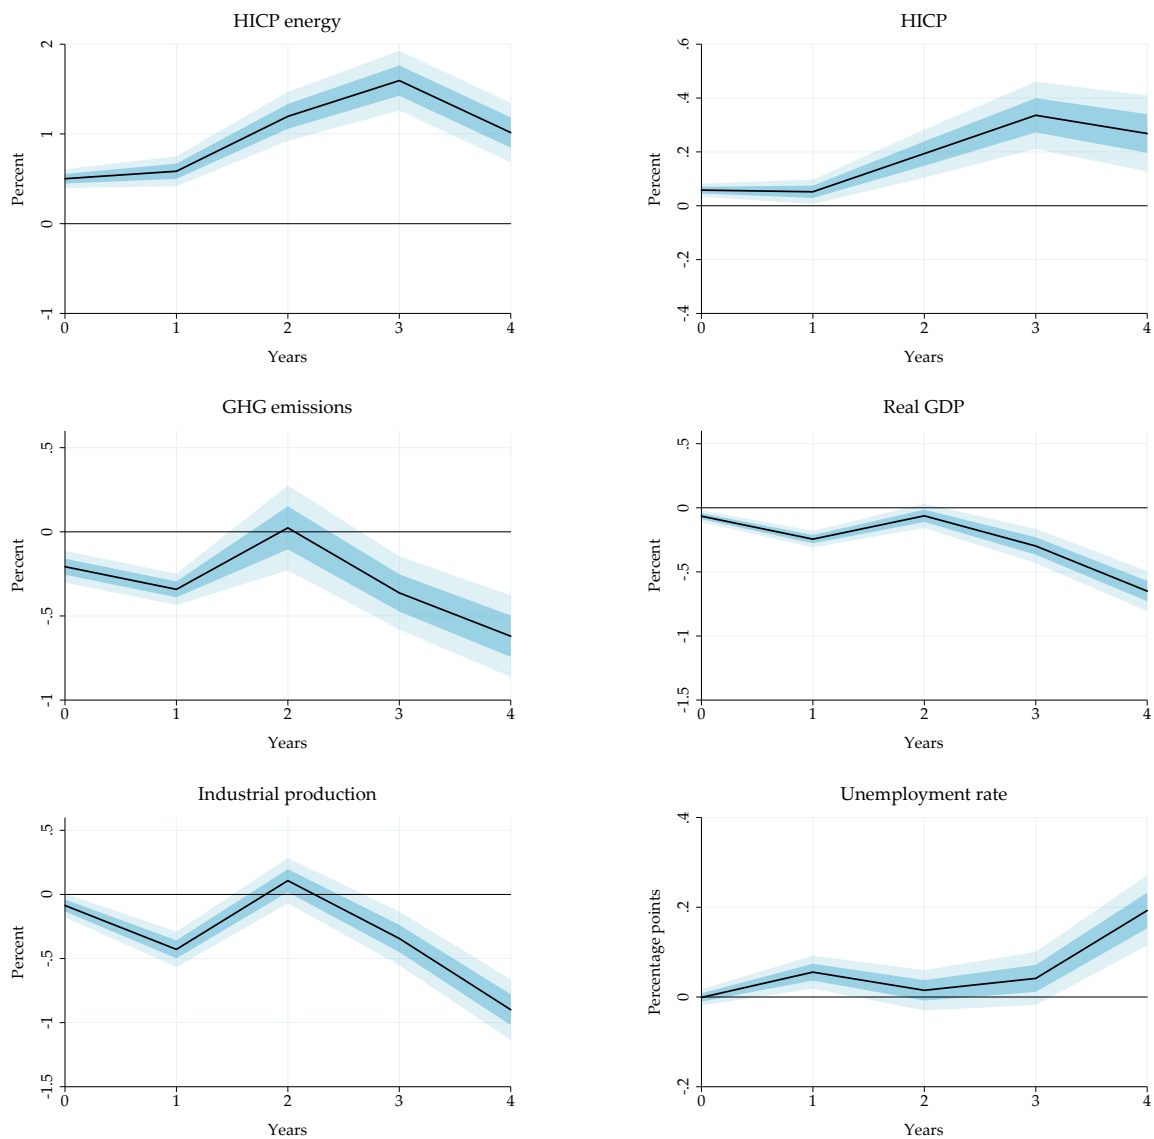 HICP energy
Percent
2
1
0
-1
0 1 2 3 4
Years
HICP
Percent
.6
.4
.2
0
-.2
-.4
0 1 2 3 4
Years
GHG emissions
Percent
.5
0
-.5
-1
0 1 2 3 4
Years
Real GDP
Percent
.5
0
-.5
-1
-1.5
0 1 2 3 4
Years
Industrial production
Percent
.5
0
-.5
-1
-1.5
0 1 2 3 4
Years
Unemployment rate
Percentage points
.4
.2
0
-.2
0 1 2 3 4
Years